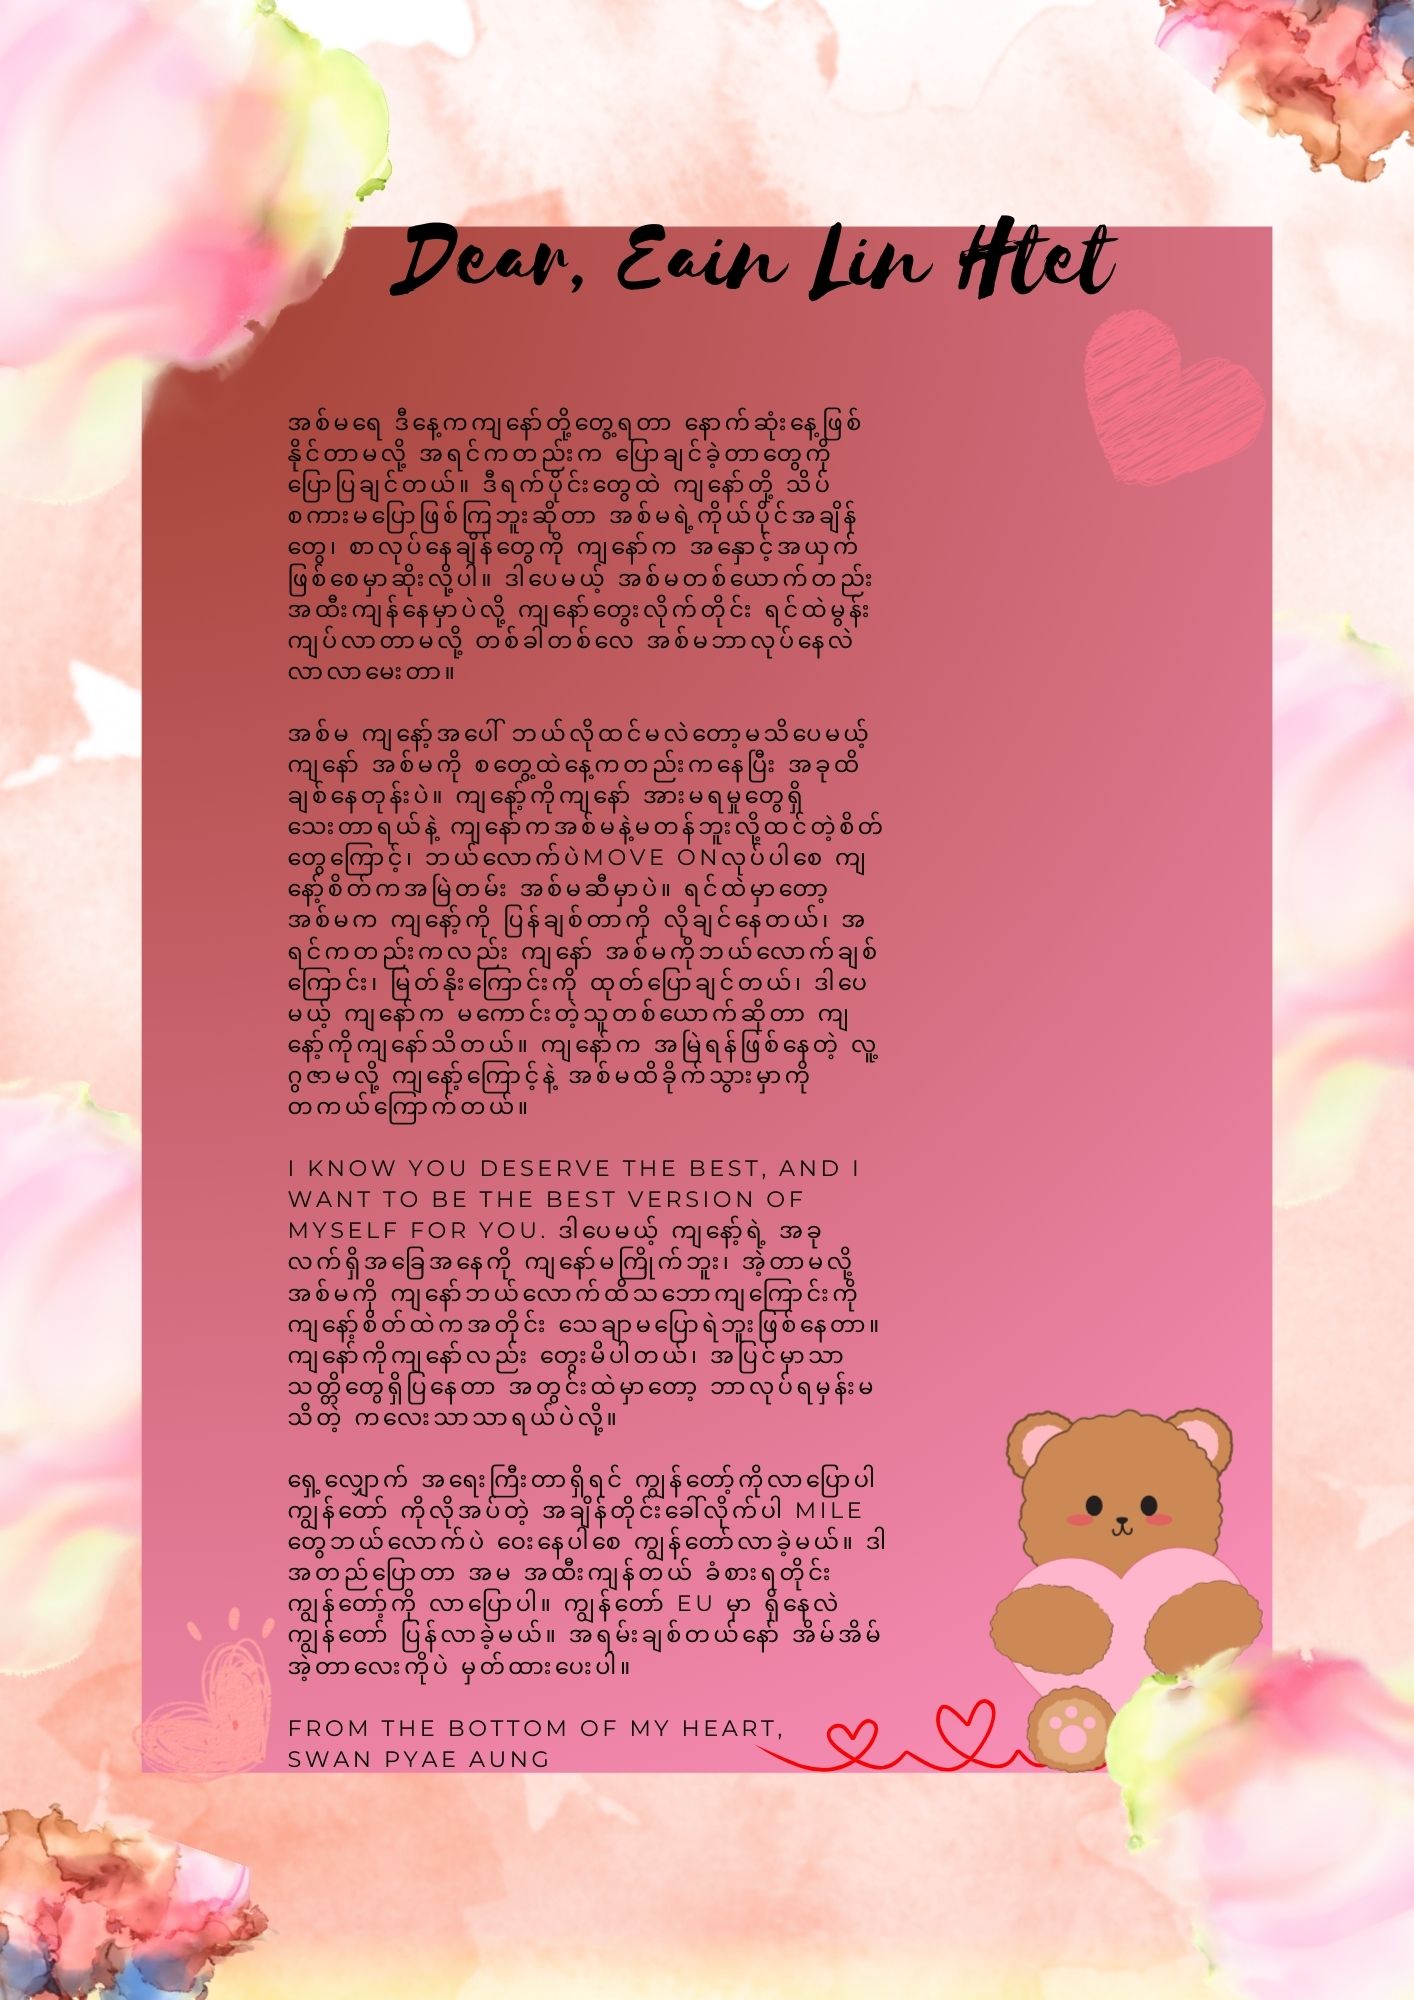 Dear, Eain Lin Htet
အစ်မရေ ဒီနေ့ကကျနော်တို့တွေ့ရတာ နောက်ဆုံးနေ့ဖြစ်
နိုင်တာမလို့ အရင်ကတည်းက ပြောချင်ခဲ့တာတွေကို
ပြောပြချင်တယ်။ ဒီရက်ပိုင်းတွေထဲ ကျနော်တို့ သိပ်
စကားမပြောဖြစ်ကြဘူးဆိုတာ အစ်မရဲ့ကိုယ်ပိုင်အချိန်
တွေ၊ စာလုပ်နေချိန်တွေကို ကျနော်က အနှောင့်အယှက်
ဖြစ်စေမှာဆိုးလို့ပါ။ ဒါပေမယ့် အစ်မတစ်ယောက်တည်း
အထီးကျန်နေမှာပဲလို့ ကျနော်တွေးလိုက်တိုင်း ရင်ထဲမွန်း
ကျပ်လာတာမလို့ တစ်ခါတစ်လေ အစ်မဘာလုပ်နေလဲ
လာလာမေးတာ။
အစ်မ ကျနော့်အပေါ် ဘယ်လိုထင်မလဲတော့မသိပေမယ့်
ကျနော် အစ်မကို စတွေ့ထဲနေ့ကတည်းကနေပြီး အခုထိ
ချစ်နေတုန်းပဲ။ ကျနော့်ကိုကျနော် အားမရမှုတွေရှိ
သေးတာရယ်နဲ့ ကျနော်ကအစ်မနဲ့မတန်ဘူးလို့ထင်တဲ့စိတ်
တွေကြောင့်၊ ဘယ်လောက်ပဲMOVE ONလုပ်ပါစေ ကျ
နော့်စိတ်ကအမြဲတမ်း အစ်မဆီမှာပဲ။ ရင်ထဲမှာတော့
အစ်မက ကျနော့်ကို ပြန်ချစ်တာကို လိုချင်နေတယ်၊ အ
ရင်ကတည်းကလည်း ကျနော် အစ်မကိုဘယ်လောက်ချစ်
ကြောင်း၊ မြတ်နိုးကြောင်းကို ထုတ်ပြောချင်တယ်၊ ဒါပေ
မယ့် ကျနော်က မကောင်းတဲ့သူတစ်ယောက်ဆိုတာ ကျ
နော့်ကိုကျနော်သိတယ်။ ကျနော်က အမြဲရန်ဖြစ်နေတဲ့ လူ့
ဂွဇာမလို့ ကျနော့်ကြောင့်နဲ့ အစ်မထိခိုက်သွားမှာကို
တကယ်ကြောက်တယ်။
I KNOW YOU DESERVE THE BEST, AND I
WANT TO BE THE BEST VERSION OF
MYSELF FOR YOU. ဒါပေမယ့် ကျနော့်ရဲ့ အခု
လက်ရှိအခြေအနေကို ကျနော်မကြိုက်ဘူး၊ အဲ့တာမလို့
အစ်မကို ကျနော်ဘယ်လောက်ထိသဘောကျကြောင်းကို
ကျနော့်စိတ်ထဲကအတိုင်း သေချာမပြောရဲဘူးဖြစ်နေတာ။
ကျနော်ကိုကျနော်လည်း တွေးမိပါတယ်၊ အပြင်မှာသာ
သတ္တိတွေရှိပြနေတာ အတွင်းထဲမှာတော့ ဘာလုပ်ရမှန်းမ
သိတဲ့ ကလေးသာသာရယ်ပဲလို့။
ရှေ့လျှောက် အရေးကြီးတာရှိရင် ကျွန်တော့်ကိုလာပြောပါ
ကျွန်တော် ကိုလိုအပ်တဲ့ အချိန်တိုင်းခေါ်လိုက်ပါ MILE
တွေဘယ်လောက်ပဲ ဝေးနေပါစေ ကျွန်တော်လာခဲ့မယ်။ ဒါ
အတည်ပြောတာ အမ အထီးကျန်တယ် ခံစားရတိုင်း
ကျွန်တော့်ကို လာပြောပါ။ ကျွန်တော် EU မှာ ရှိနေလဲ
ကျွန်တော် ပြန်လာခဲ့မယ်။ အရမ်းချစ်တယ်နော် အိမ်အိမ်
အဲ့တာလေးကိုပဲ မှတ်ထားပေးပါ။
FROM THE BOTTOM OF MY HEART,
SWAN PYAE AUNG